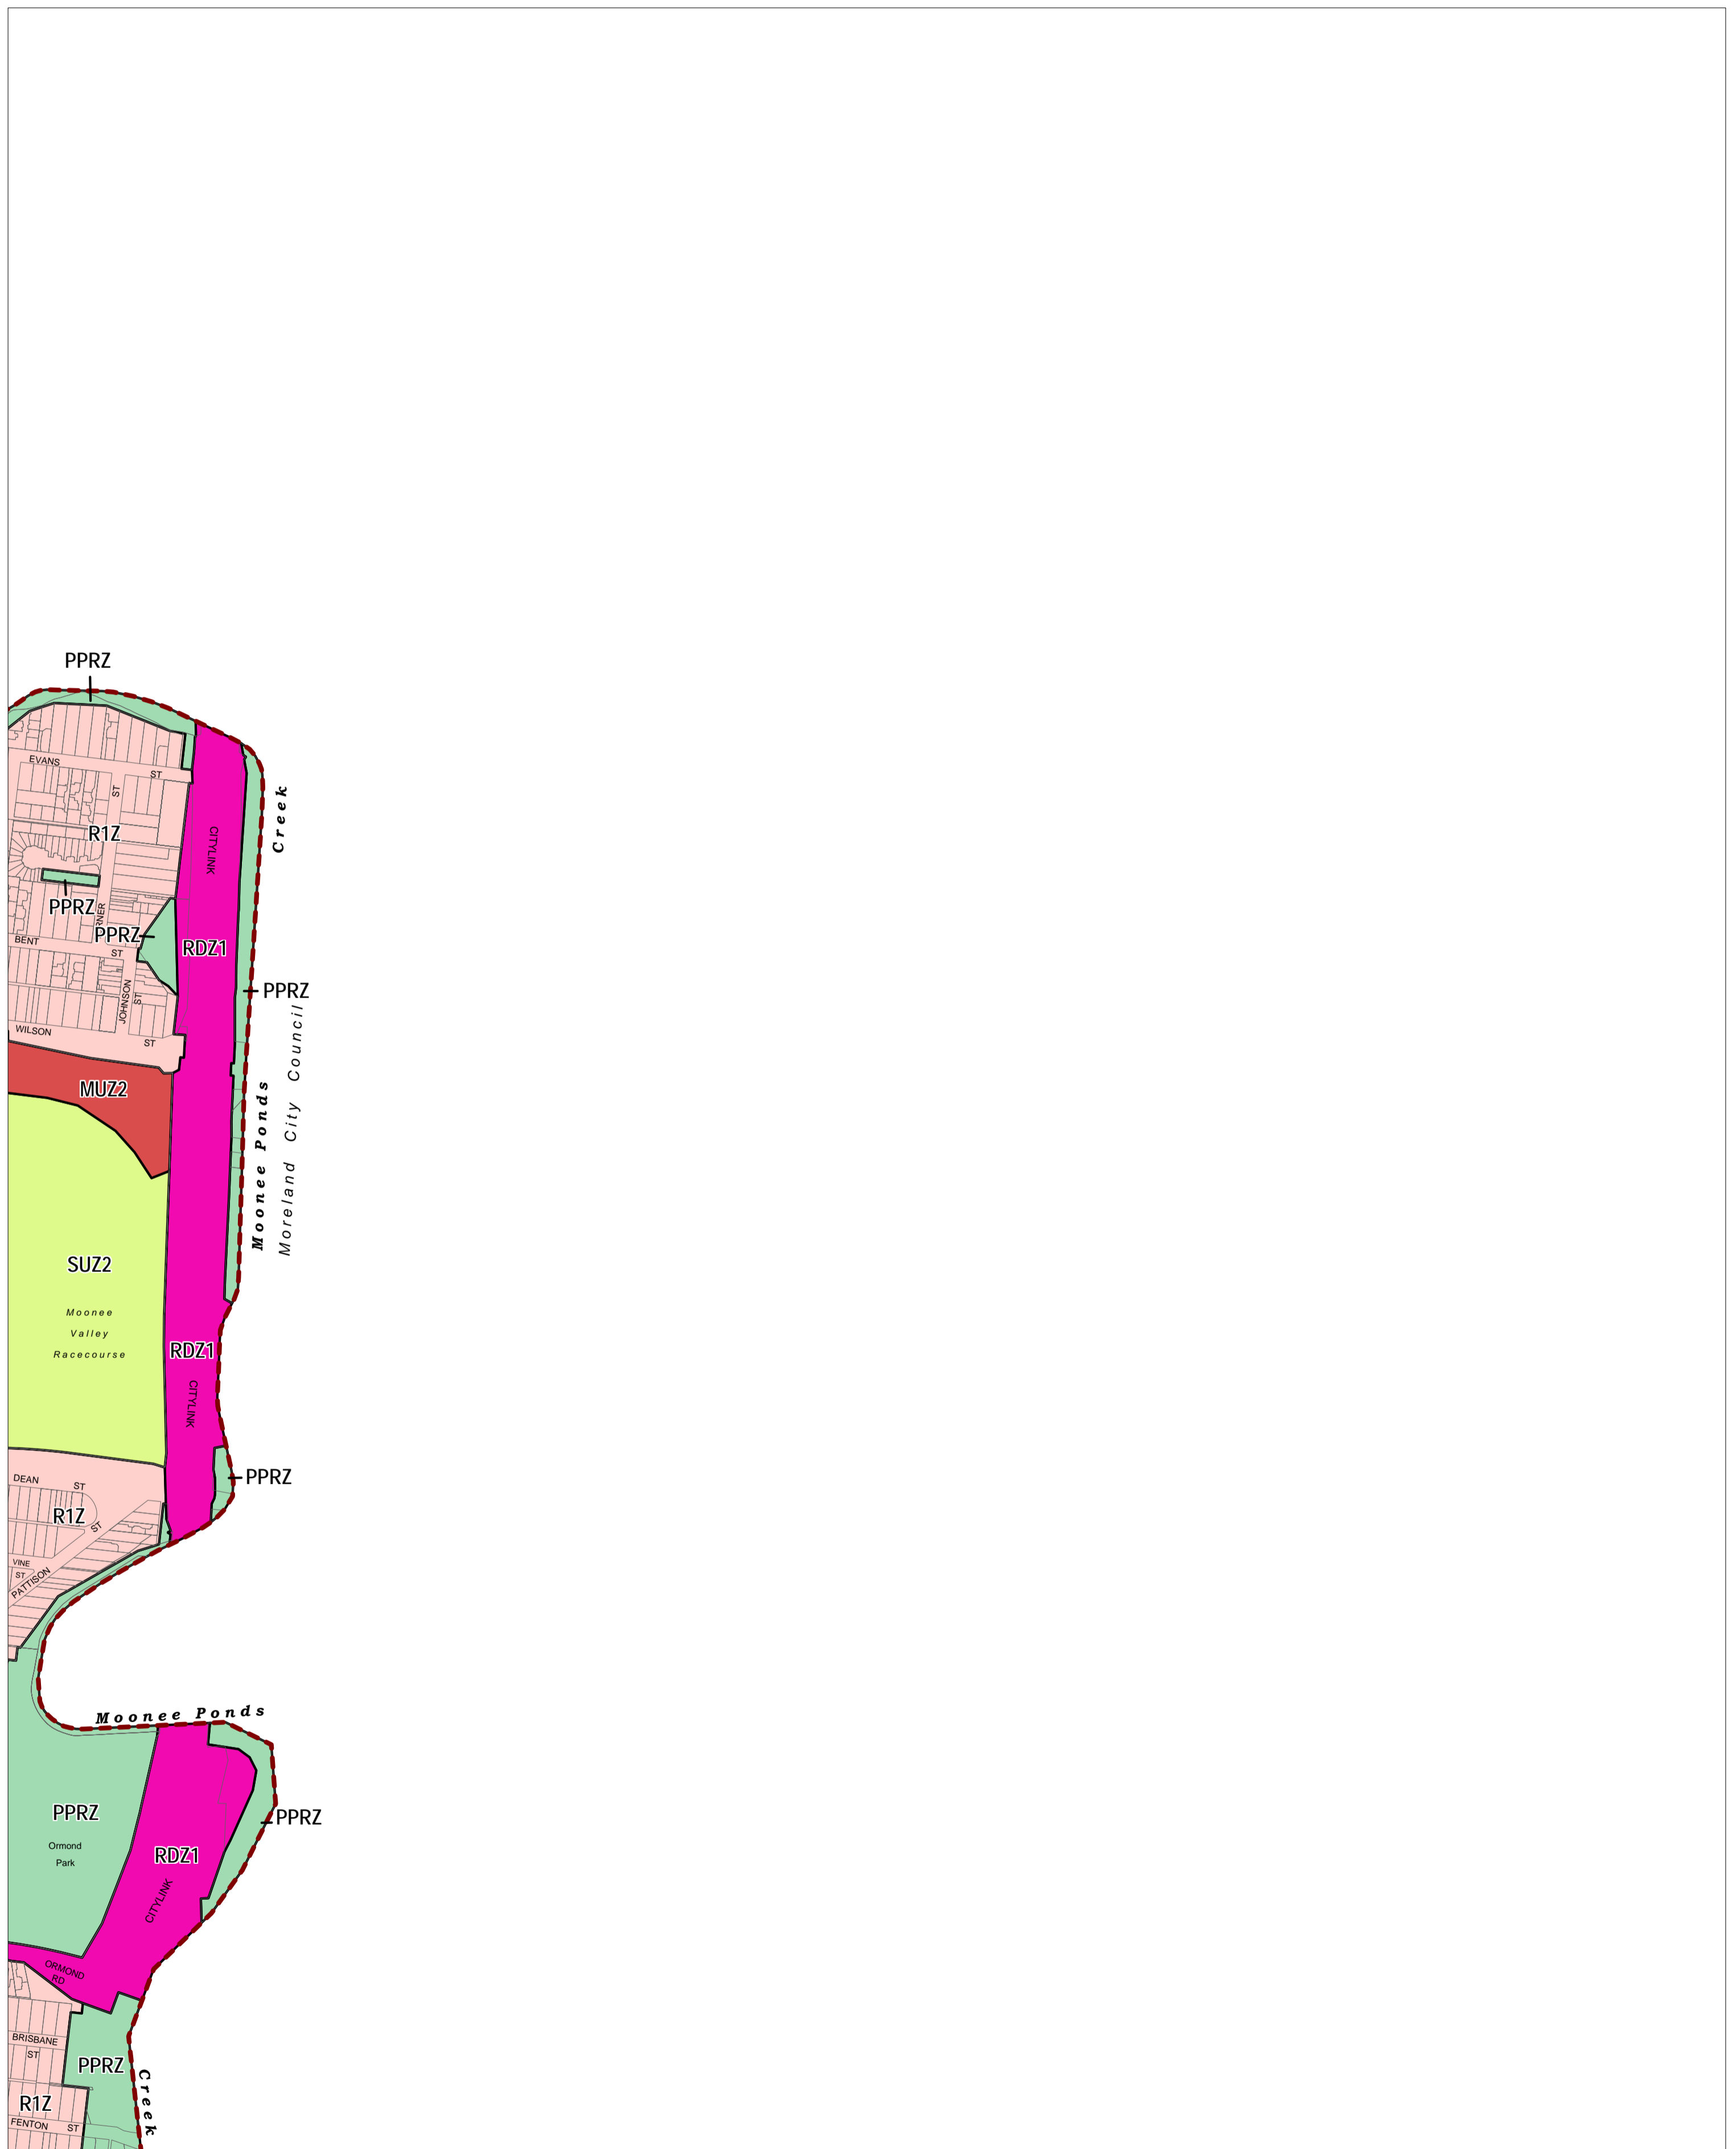 PPRZ
EVANS
ST
ST
Creek
CITYLINK
R1Z
PPRZ
RNER
PPRZ
BENT
ST
RDZ1
PPRZ
JOHNSON
ST
WILSON
ST
Moreland City Council
MUZ2
Moonee Ponds
SUZ2
Moonee
Valley
Racecourse
RDZ1
CITYLINK
PPRZ
DEAN
ST
R1Z
ST
VINE
ST
PATTISON
Moonee Ponds
PPRZ
PPRZ
Ormond
Park
RDZ1
CITYLINK
ORMOND
RD
BRISBANE
ST
PPRZ
Creek
R1Z
FENTON
ST